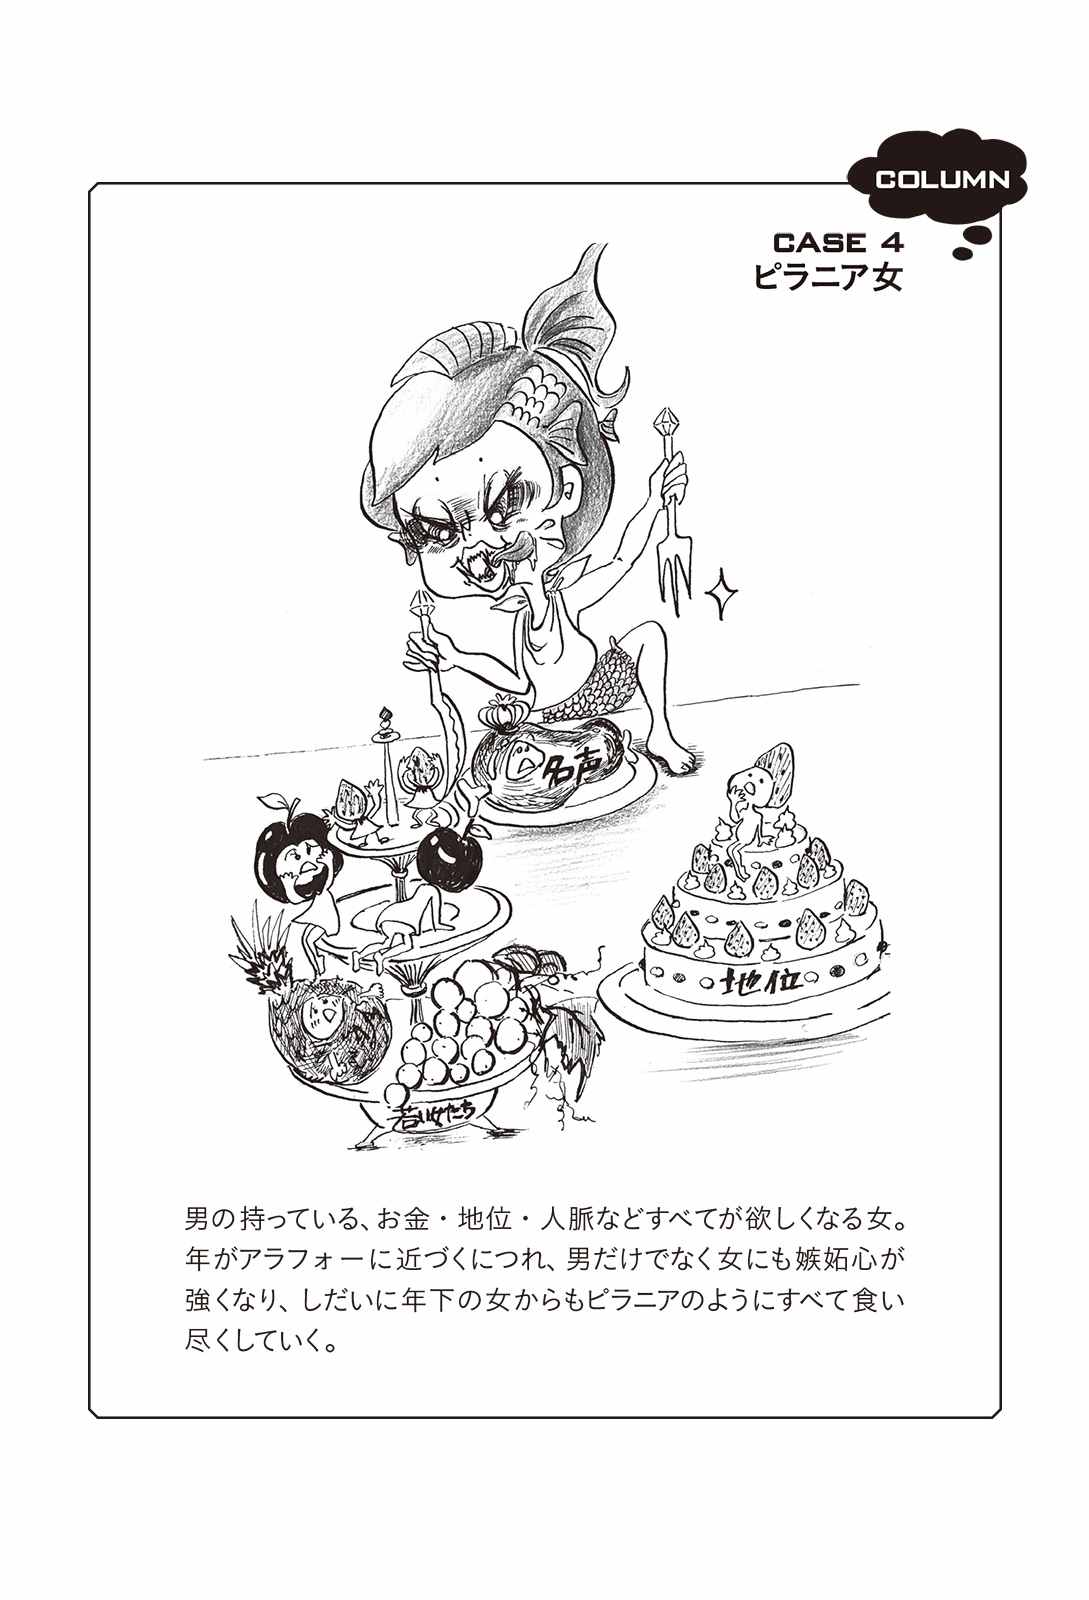 COLUMN
CASE 4
ピラニア女
名声
地位
若い女たち
男の持っている、お金・地位・人脈などすべてが欲しくなる女。
年がアラフォーに近づくにつれ、男だけでなく女にも嫉妬心が
強くなり、しだいに年下の女からもピラニアのようにすべて食い
尽くしていく。